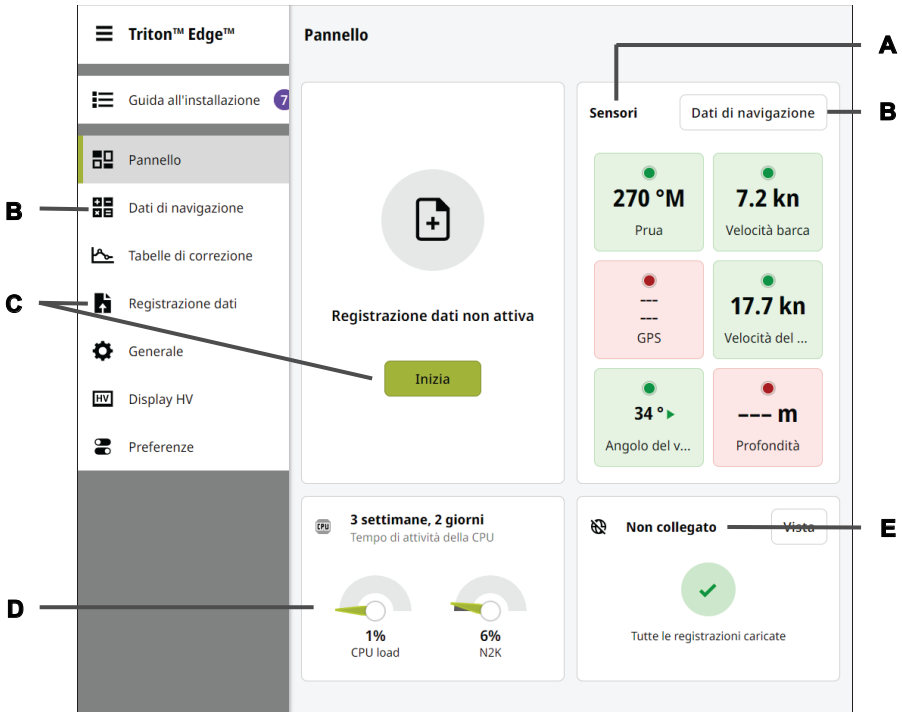 Triton™ Edge™
Pannello
A
Guida all'installazione 7
Sensori
Dati di navigazione
B
Pannello
B
Dati di navigazione
Tabelle di correzione
C
Registrazione dati
Generale
HV Display HV
Preferenze
Registrazione dati non attiva
Inizia
270 °M
Prua
7.2 kn
Velocità barca
---
---
GPS
17.7 kn
Velocità del ...
34 °
Angolo del v...
--- m
Profondità
CPU
3 settimane, 2 giorni
Tempo di attività della CPU
D
1%
CPU load
6%
N2K
Non collegato
Vista
E
Tutte le registrazioni caricate